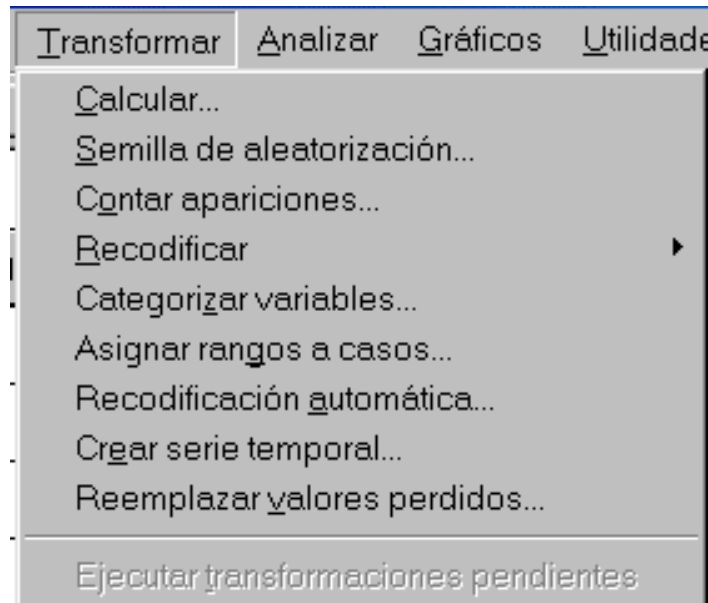 Transformar Analizar Gráficos Utilidade
Calcular...
Semilla de aleatorización...
Contar apariciones...
Recodificar
Categorizar variables...
Asignar rangos a casos...
Recodificación automática...
Crear serie temporal...
Reemplazar valores perdidos...
Ejecutar transformaciones pendientes